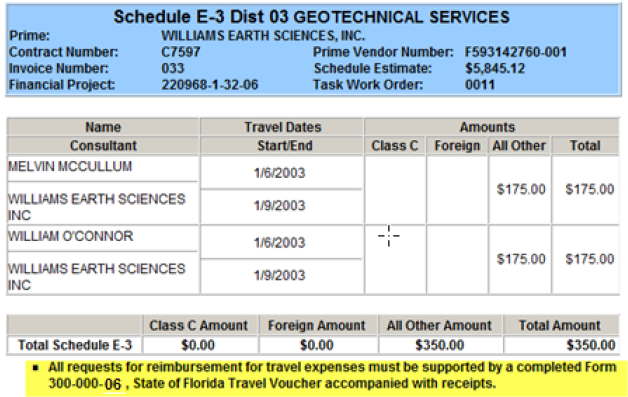 Schedule E-3 Dist 03 GEOTECHNICAL SERVICES
Prime: WILLIAMS EARTH SCIENCES, INC.
Contract Number: C7597 Prime Vendor Number: F593142760-001
Invoice Number: 033 Schedule Estimate: $5,845.12
Financial Project: 220968-1-32-06 Task Work Order: 0011
Name Travel Dates Amounts
Consultant Start/End Class C Foreign All Other Total
MELVIN MCCULLUM 1/6/2003
$175.00 $175.00
WILLIAMS EARTH SCIENCES 1/9/2003
INC
WILLIAM O'CONNOR 1/6/2003
$175.00 $175.00
WILLIAMS EARTH SCIENCES 1/9/2003
INC
Class C Amount Foreign Amount All Other Amount Total Amount
Total Schedule E-3 $0.00 $0.00 $350.00 $350.00
▪ All requests for reimbursement for travel expenses must be supported by a completed Form
300-000-06 , State of Florida Travel Voucher accompanied with receipts.